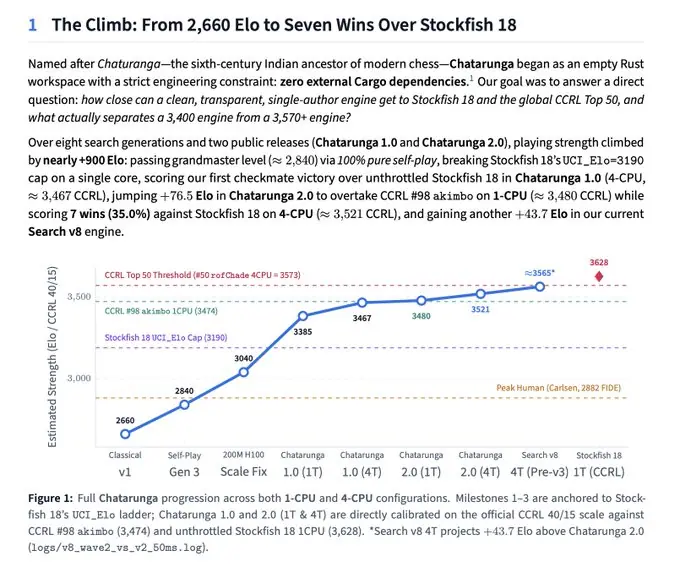 1 The Climb: From 2,660 Elo to Seven Wins Over Stockfish 18
Named after Chaturanga—the sixth-century Indian ancestor of modern chess—Chatarunga began as an empty Rust
workspace with a strict engineering constraint: zero external Cargo dependencies.1 Our goal was to answer a direct
question: how close can a clean, transparent, single-author engine get to Stockfish 18 and the global CCRL Top 50, and
what actually separates a 3,400 engine from a 3,570+ engine?
Over eight search generations and two public releases (Chatarunga 1.0 and Chatarunga 2.0), playing strength climbed
by nearly +900 Elo: passing grandmaster level (≈ 2,840) via 100% pure self-play, breaking Stockfish 18's UCI_Elo=3190
cap on a single core, scoring our first checkmate victory over unthrottled Stockfish 18 in Chatarunga 1.0 (4-CPU,
≈ 3,467 CCRL), jumping +76.5 Elo in Chatarunga 2.0 to overtake CCRL #98 akimbo on 1-CPU (≈ 3,480 CCRL) while
scoring 7 wins (35.0%) against Stockfish 18 on 4-CPU (≈ 3,521 CCRL), and gaining another +43.7 Elo in our current
Search v8 engine.
Estimated Strength (Elo / CCRL 40/15)
3,500
3,000
CCRL Top 50 Threshold (#50 rofChade 4CPU = 3573)
CCRL #98 akimbo 1CPU (3474)
Stockfish 18 UCI_Elo Cap (3190)
Peak Human (Carlsen, 2882 FIDE)
2660
2840
3040
3385
3467
3480
3521
≈3565*
3628
Classical
v1
Self-Play
Gen 3
200M H100
Scale Fix
Chatarunga
1.0 (1T)
Chatarunga
1.0 (4T)
Chatarunga
2.0 (1T)
Chatarunga
2.0 (4T)
Search v8
4T (Pre-v3)
Stockfish 18
1T (CCRL)
Figure 1: Full Chatarunga progression across both 1-CPU and 4-CPU configurations. Milestones 1–3 are anchored to Stock-
fish 18's UCI_Elo ladder; Chatarunga 1.0 and 2.0 (1T & 4T) are directly calibrated on the official CCRL 40/15 scale against
CCRL #98 akimbo (3,474) and unthrottled Stockfish 18 1CPU (3,628). *Search v8 4T projects +43.7 Elo above Chatarunga 2.0
(logs/v8_wave2_vs_v2_50ms.log).